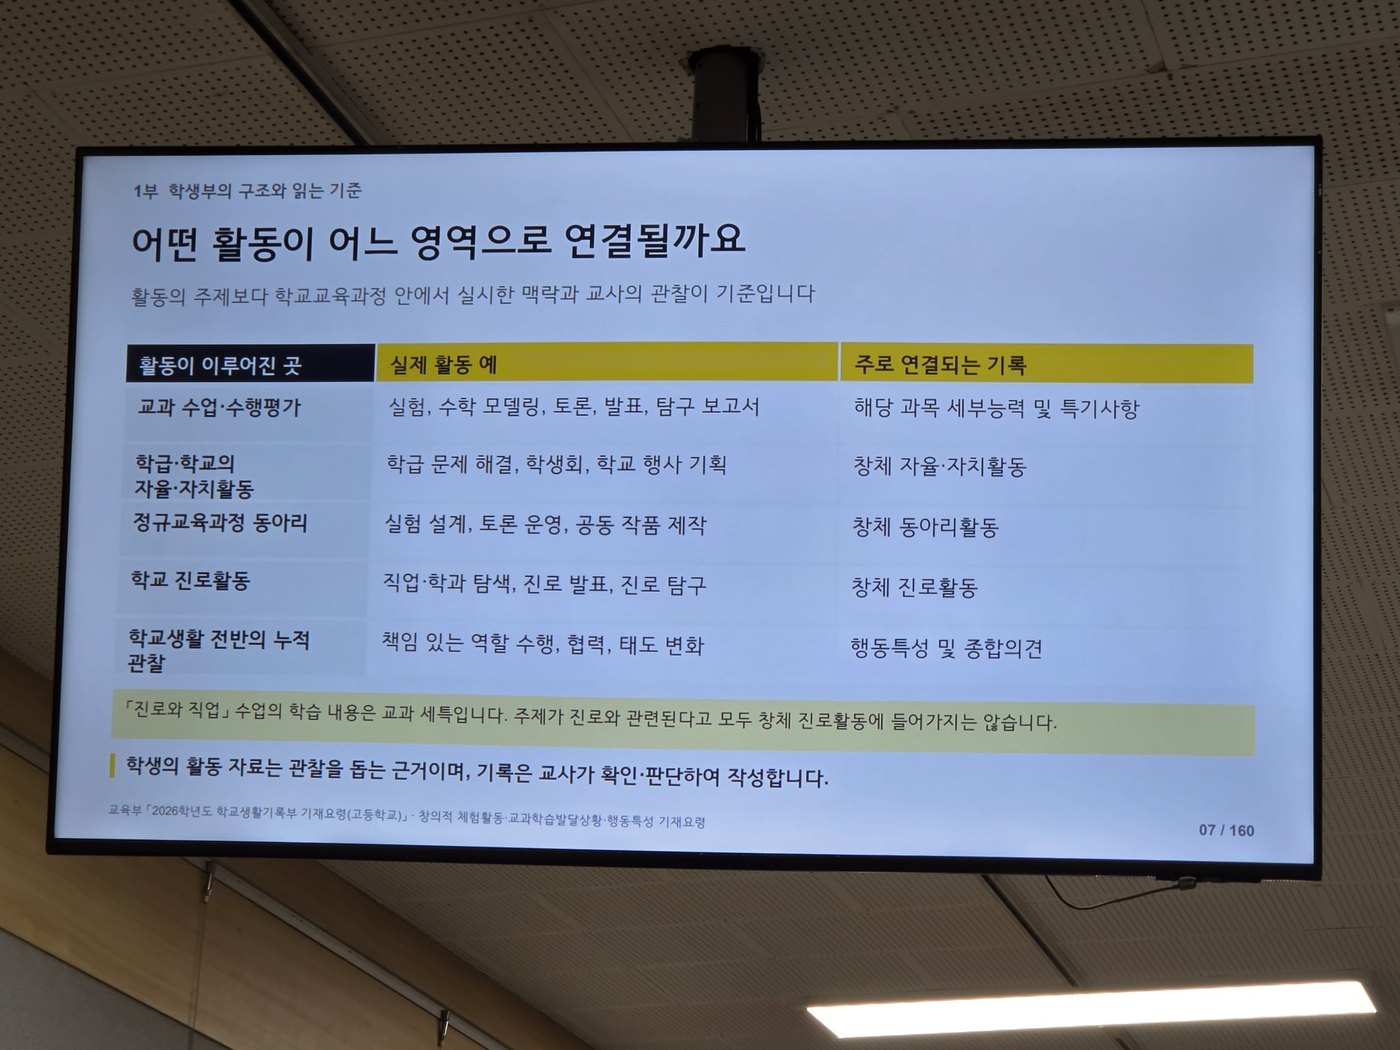 1부 학생부의 구조와 읽는 기준
어떤 활동이 어느 영역으로 연결될까요
활동의 주제보다 학교교육과정 안에서 실시한 맥락과 교사의 관찰이 기준입니다
활동이 이루어진 곳 실제 활동 예 주로 연결되는 기록
교과 수업·수행평가 실험, 수학 모델링, 토론, 발표, 탐구 보고서 해당 과목 세부능력 및 특기사항
학급·학교의
자율·자치활동 학급 문제 해결, 학생회, 학교 행사 기획 창체 자율·자치활동
정규교육과정 동아리 실험 설계, 토론 운영, 공동 작품 제작 창체 동아리활동
학교 진로활동 직업·학과 탐색, 진로 발표, 진로 탐구 창체 진로활동
학교생활 전반의 누적
관찰 책임 있는 역할 수행, 협력, 태도 변화 행동특성 및 종합의견
「진로와 직업」 수업의 학습 내용은 교과 세특입니다. 주제가 진로와 관련된다고 모두 창체 진로활동에 들어가지는 않습니다.
학생의 활동 자료는 관찰을 돕는 근거이며, 기록은 교사가 확인·판단하여 작성합니다.
교육부 「2026학년도 학교생활기록부 기재요령(고등학교)」 · 창의적 체험활동·교과학습발달상황·행동특성 기재요령
07 / 160